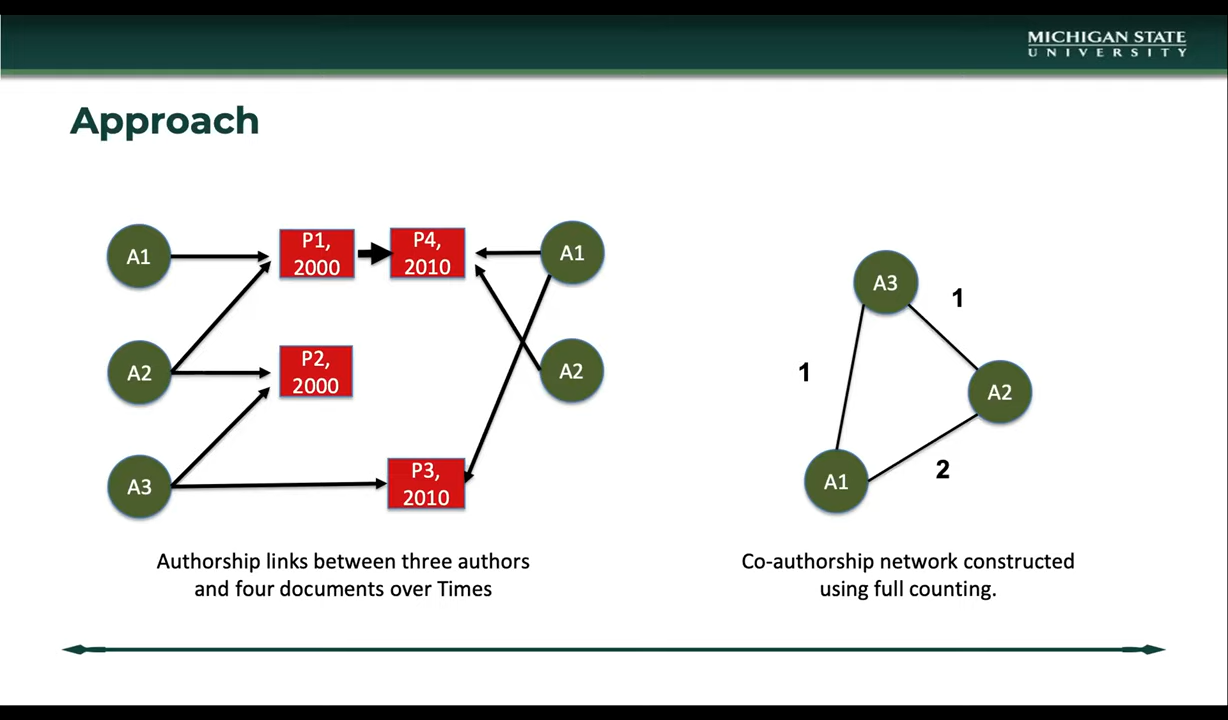 MICHIGAN STATE
UNIVERSITY
Approach
A1
P1,
2000
P4,
2010
A1
A2
P2,
2000
A2
A3
P3,
2010
A3
1
1
A2
A1
2
Authorship links between three authors
and four documents over Times
Co-authorship network constructed
using full counting.